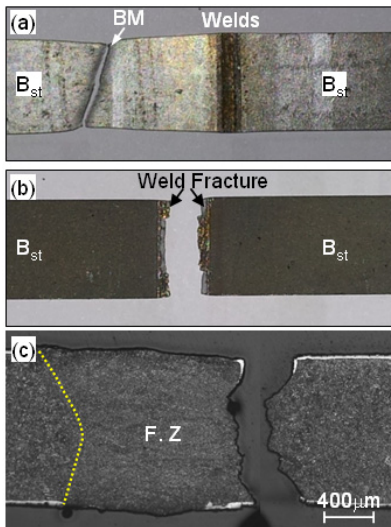 (a)
BM
Welds
Bst
Bst
(b)
Weld Fracture
Bst
Bst
(c)
F. Z
400μm